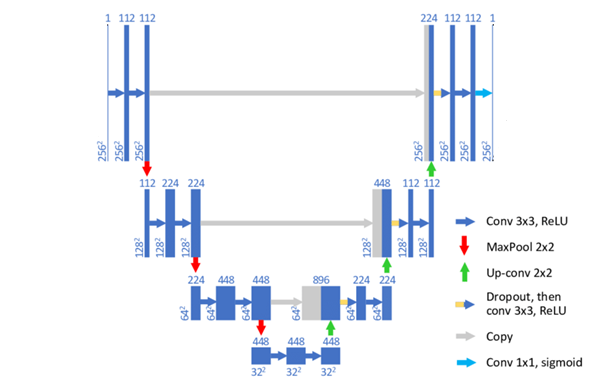 1 112 112
224 112 112 1
256² 256² 256²
256² 256² 256² 256²
112 224 224
448 112 112
128² 128² 128²
128² 128² 128²
224 448 448
896 224 224
64² 64² 64²
64² 64² 64²
448 448 448
32² 32² 32²
Conv 3x3, ReLU
MaxPool 2x2
Up-conv 2x2
Dropout, then
conv 3x3, ReLU
Copy
Conv 1x1, sigmoid